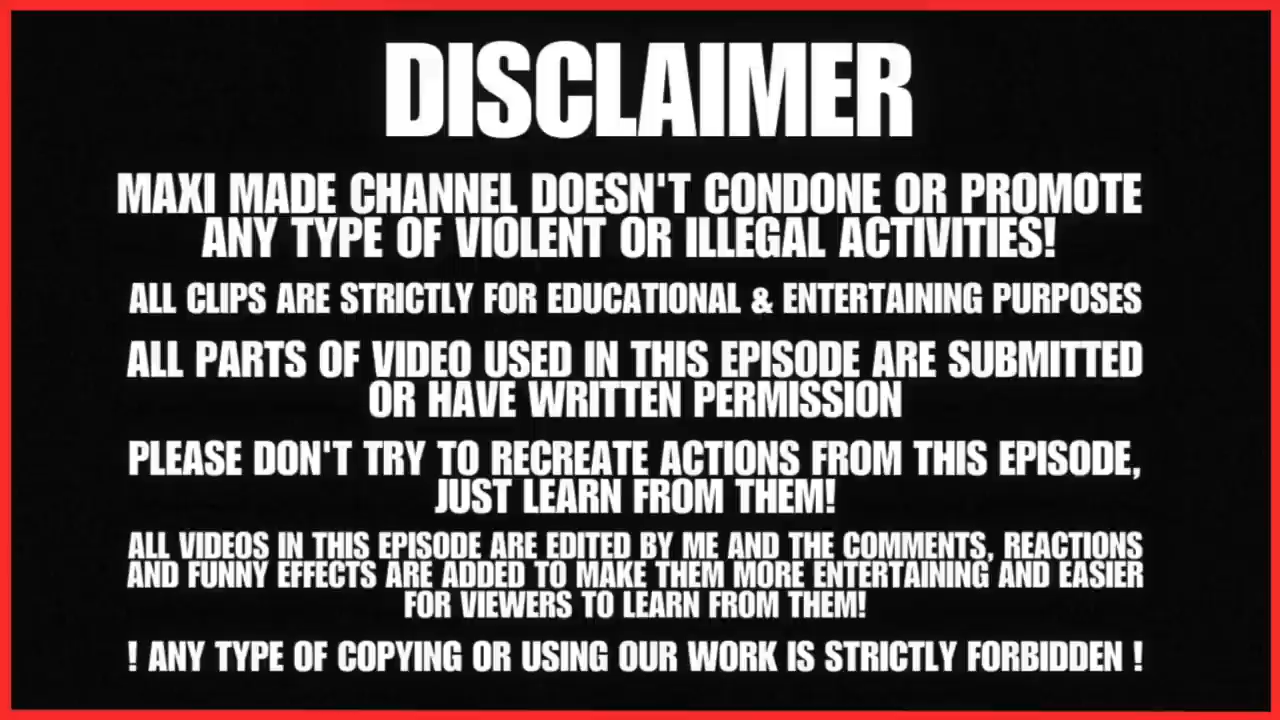 DISCLAIMER
MAXI MADE CHANNEL DOESN'T CONDONE OR PROMOTE
ANY TYPE OF VIOLENT OR ILLEGAL ACTIVITIES!
ALL CLIPS ARE STRICTLY FOR EDUCATIONAL & ENTERTAINING PURPOSES
ALL PARTS OF VIDEO USED IN THIS EPISODE ARE SUBMITTED
OR HAVE WRITTEN PERMISSION
PLEASE DON'T TRY TO RECREATE ACTIONS FROM THIS EPISODE,
JUST LEARN FROM THEM!
ALL VIDEOS IN THIS EPISODE ARE EDITED BY ME AND THE COMMENTS, REACTIONS
AND FUNNY EFFECTS ARE ADDED TO MAKE THEM MORE ENTERTAINING AND EASIER
FOR VIEWERS TO LEARN FROM THEM!
! ANY TYPE OF COPYING OR USING OUR WORK IS STRICTLY FORBIDDEN !